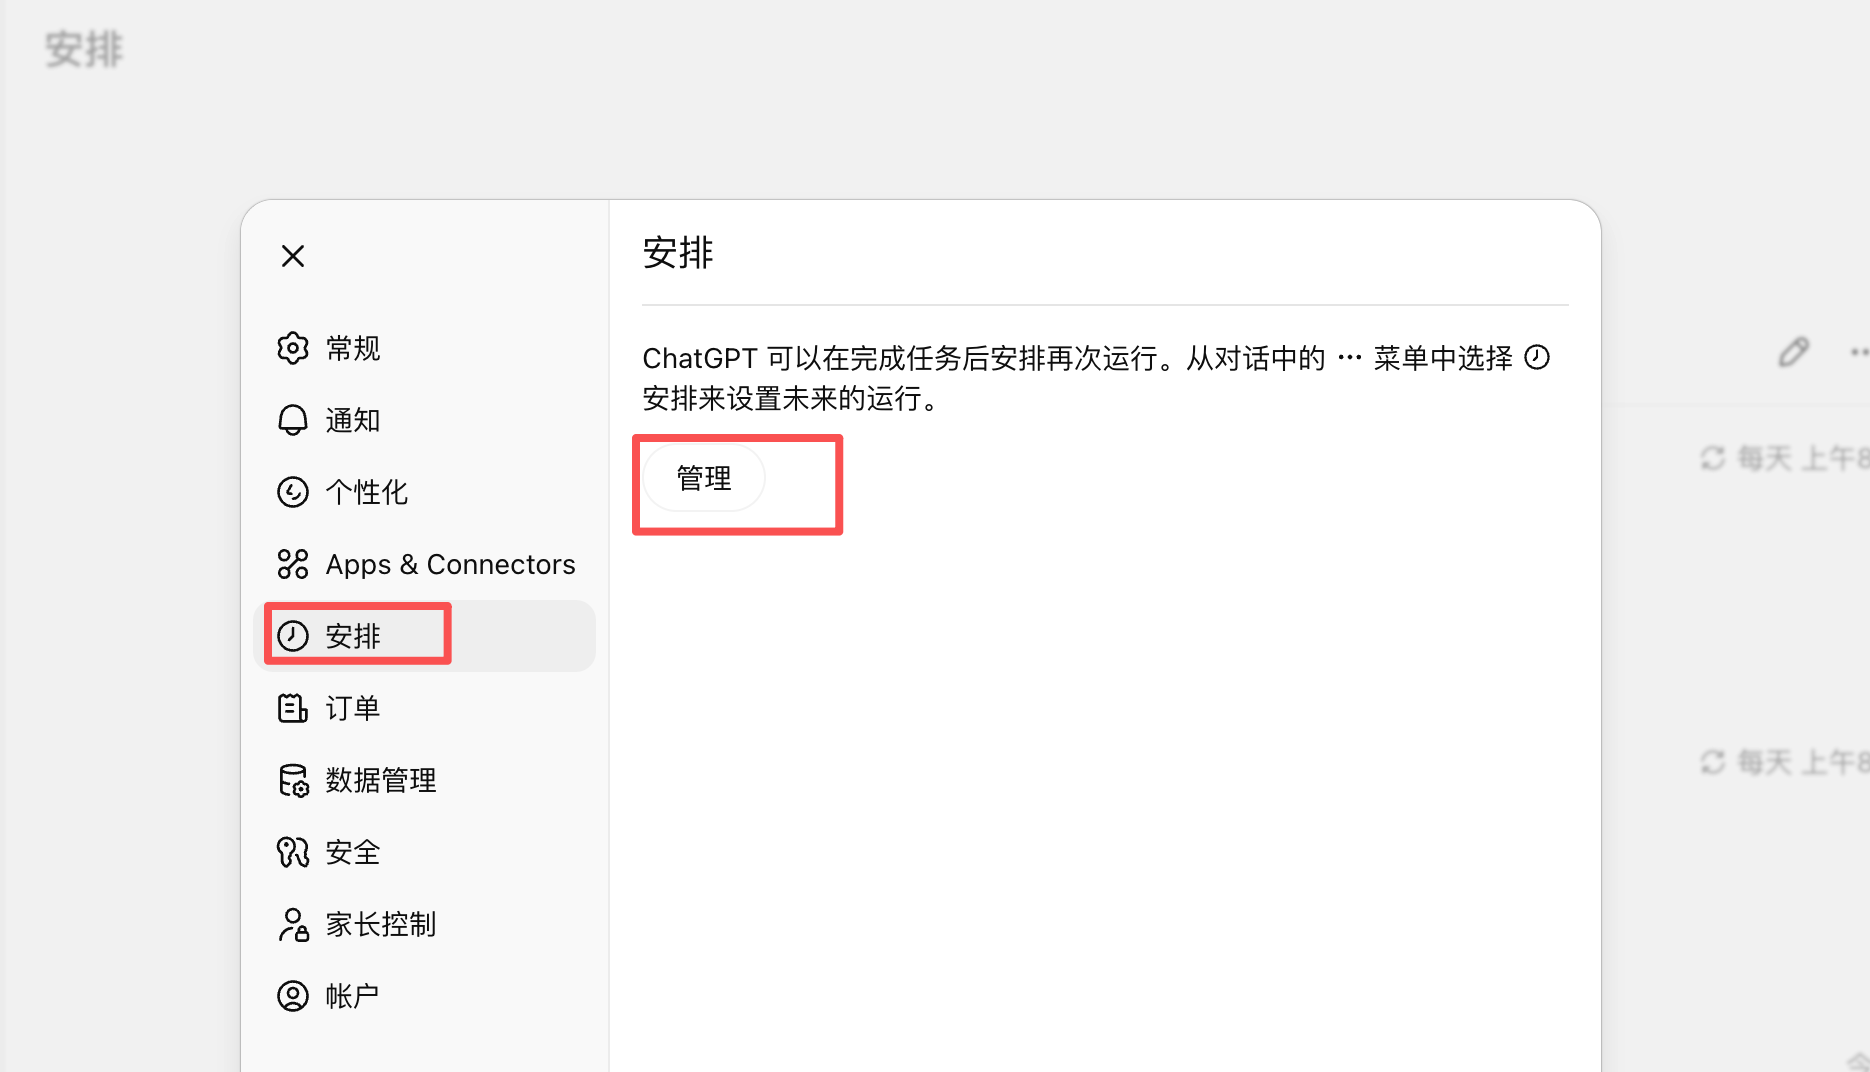 安排
常规
通知
个性化
Apps & Connectors
安排
订单
数据管理
安全
家长控制
帐户
安排
ChatGPT 可以在完成任务后安排再次运行。从对话中的 ··· 菜单中选择
安排来设置未来的运行。
管理
每天 上午8
每天 上午8